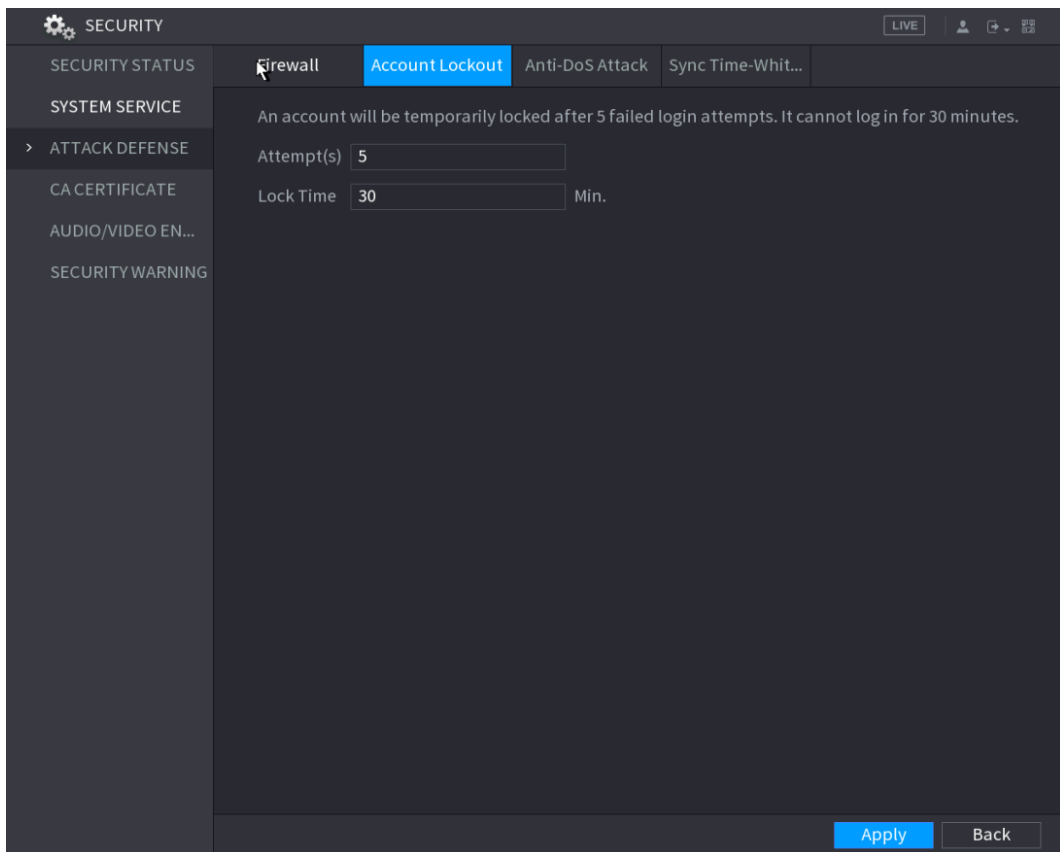 SECURITY
LIVE
SECURITY STATUS
SYSTEM SERVICE
> ATTACK DEFENSE
CA CERTIFICATE
AUDIO/VIDEO EN...
SECURITY WARNING
Firewall Account Lockout Anti-DoS Attack Sync Time-Whit...
An account will be temporarily locked after 5 failed login attempts. It cannot log in for 30 minutes.
Attempt(s) 5
Lock Time 30 Min.
Apply Back